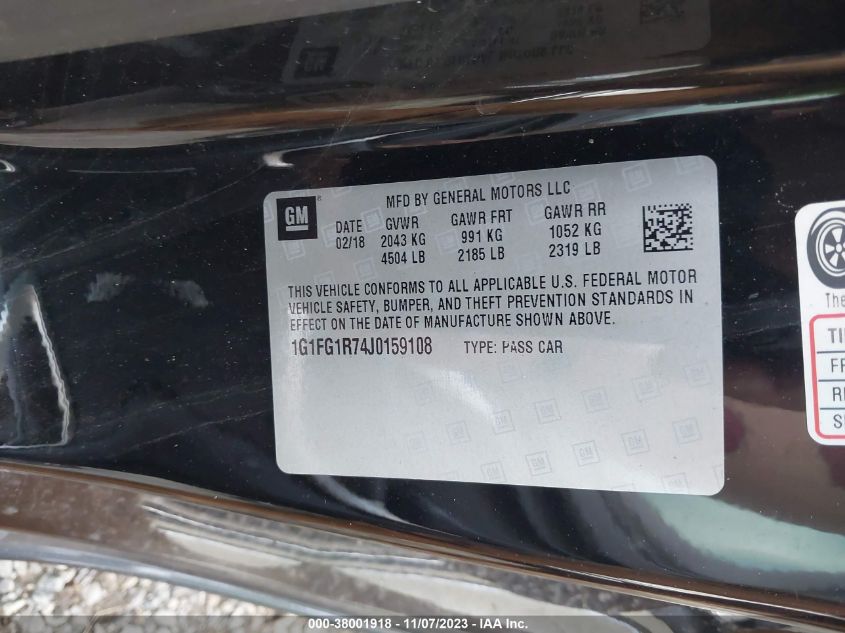 MFD BY GENERAL MOTORS LLC
GM DATE GVWR GAWR FRT GAWR RR
02/18 2043 KG 991 KG 1052 KG
4504 LB 2185 LB 2319 LB
THIS VEHICLE CONFORMS TO ALL APPLICABLE U.S. FEDERAL MOTOR
VEHICLE SAFETY, BUMPER, AND THEFT PREVENTION STANDARDS IN
EFFECT ON THE DATE OF MANUFACTURE SHOWN ABOVE.
1G1FG1R74J0159108 TYPE: PASS CAR
The
000-38001918 - 11/07/2023 - IAA Inc.